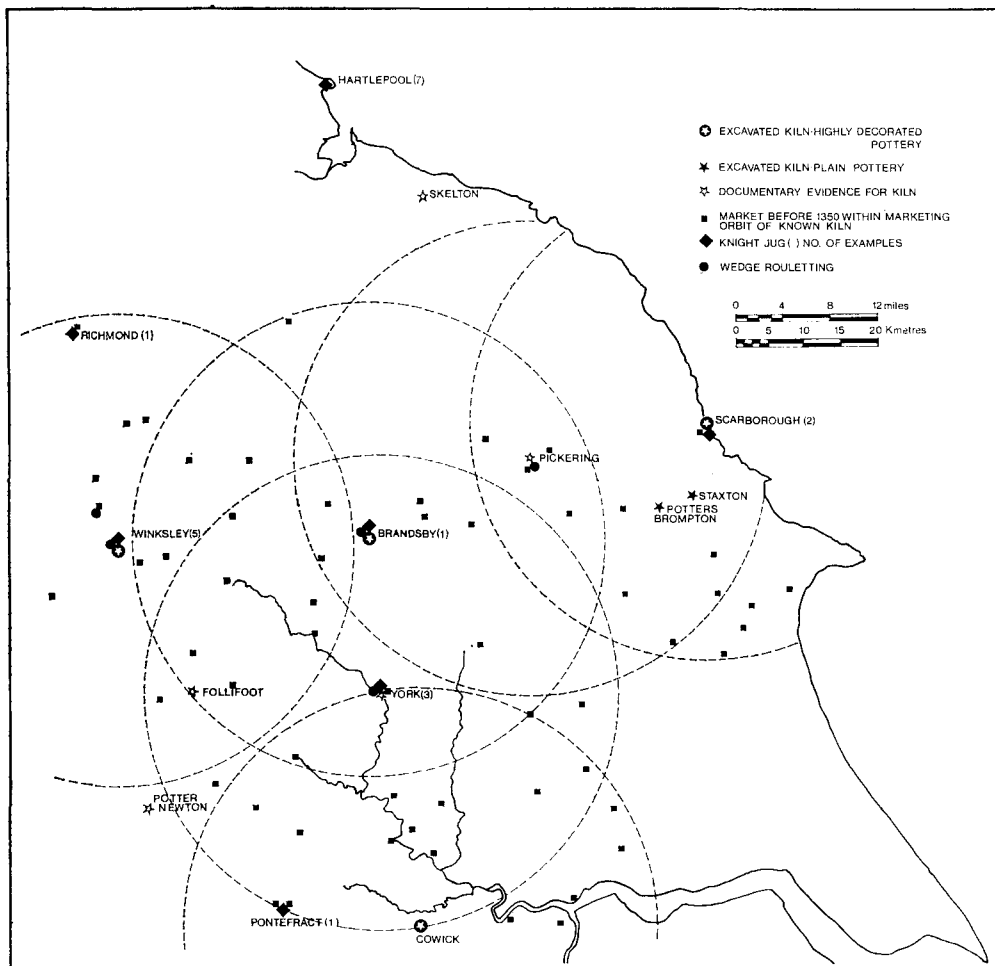 HARTLEPOOL (7)
EXCAVATED KILN-HIGHLY DECORATED
POTTERY
EXCAVATED KILN-PLAIN POTTERY
DOCUMENTARY EVIDENCE FOR KILN
MARKET BEFORE 1350 WITHIN MARKETING
ORBIT OF KNOWN KILN
KNIGHT JUG ( ) NO. OF EXAMPLES
WEDGE ROULETTING
0 4 8 12 miles
0 5 10 15 20 Kmetres
SKELTON
RICHMOND (1)
SCARBOROUGH (2)
PICKERING
STAXTON
POTTERS
BROMPTON
WINKSLEY (5)
BRANDSBY (1)
FOLLIFOOT
YORK (3)
POTTER
NEWTON
PONTEFRACT (1)
COWICK